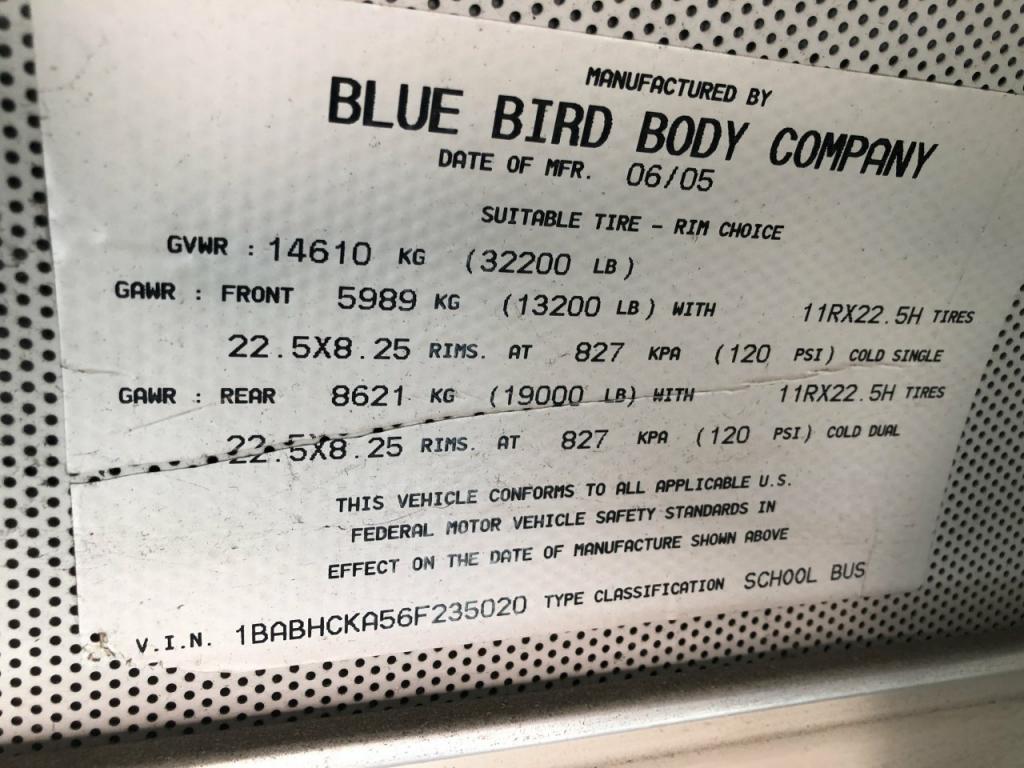 MANUFACTURED BY
BLUE BIRD BODY COMPANY
DATE OF MFR. 06/05
SUITABLE TIRE - RIM CHOICE
GVWR : 14610 KG (32200 LB)
GAWR : FRONT 5989 KG (13200 LB) WITH 11RX22.5H TIRES
22.5X8.25 RIMS. AT 827 KPA (120 PSI) COLD SINGLE
GAWR : REAR 8621 KG (19000 LB) WITH 11RX22.5H TIRES
22.5X8.25 RIMS. AT 827 KPA (120 PSI.) COLD DUAL
THIS VEHICLE CONFORMS TO ALL APPLICABLE U.S.
FEDERAL MOTOR VEHICLE SAFETY STANDARDS IN
EFFECT ON THE DATE OF MANUFACTURE SHOWN ABOVE
V.I.N. 1BABHCKA56F235020 TYPE CLASSIFICATION SCHOOL BUS